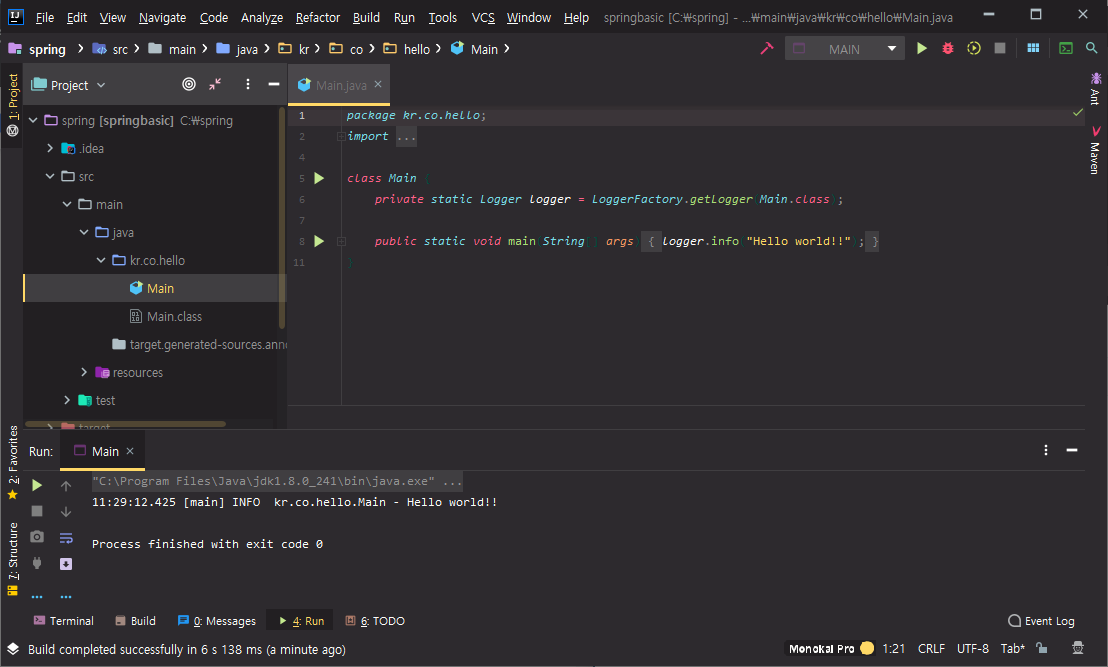 File Edit View Navigate Code Analyze Refactor Build Run Tools VCS Window Help springbasic [C:₩spring] - ...₩main₩java₩kr₩co₩hello₩Main.java
spring src main java kr co hello Main MAIN
1: Project
Project
Main.java
spring [springbasic] C:₩spring
.idea
src
main
java
kr.co.hello
Main
Main.class
target.generated-sources.anno
resources
test
target
1 package kr.co.hello;
2 import ...
4
5 class Main {
6 private static Logger logger = LoggerFactory.getLogger(Main.class);
7
8 public static void main(String[] args) { logger.info("Hello world!!"); }
11 }
Ant
Maven
2: Favorites
7: Structure
Run: Main
"C:\Program Files\Java\jdk1.8.0_241\bin\java.exe" ...
11:29:12.425 [main] INFO  kr.co.hello.Main - Hello world!!
Process finished with exit code 0
Terminal Build 0: Messages 4: Run 6: TODO Event Log
Build completed successfully in 6 s 138 ms (a minute ago) Monokai Pro 1:21 CRLF UTF-8 Tab*